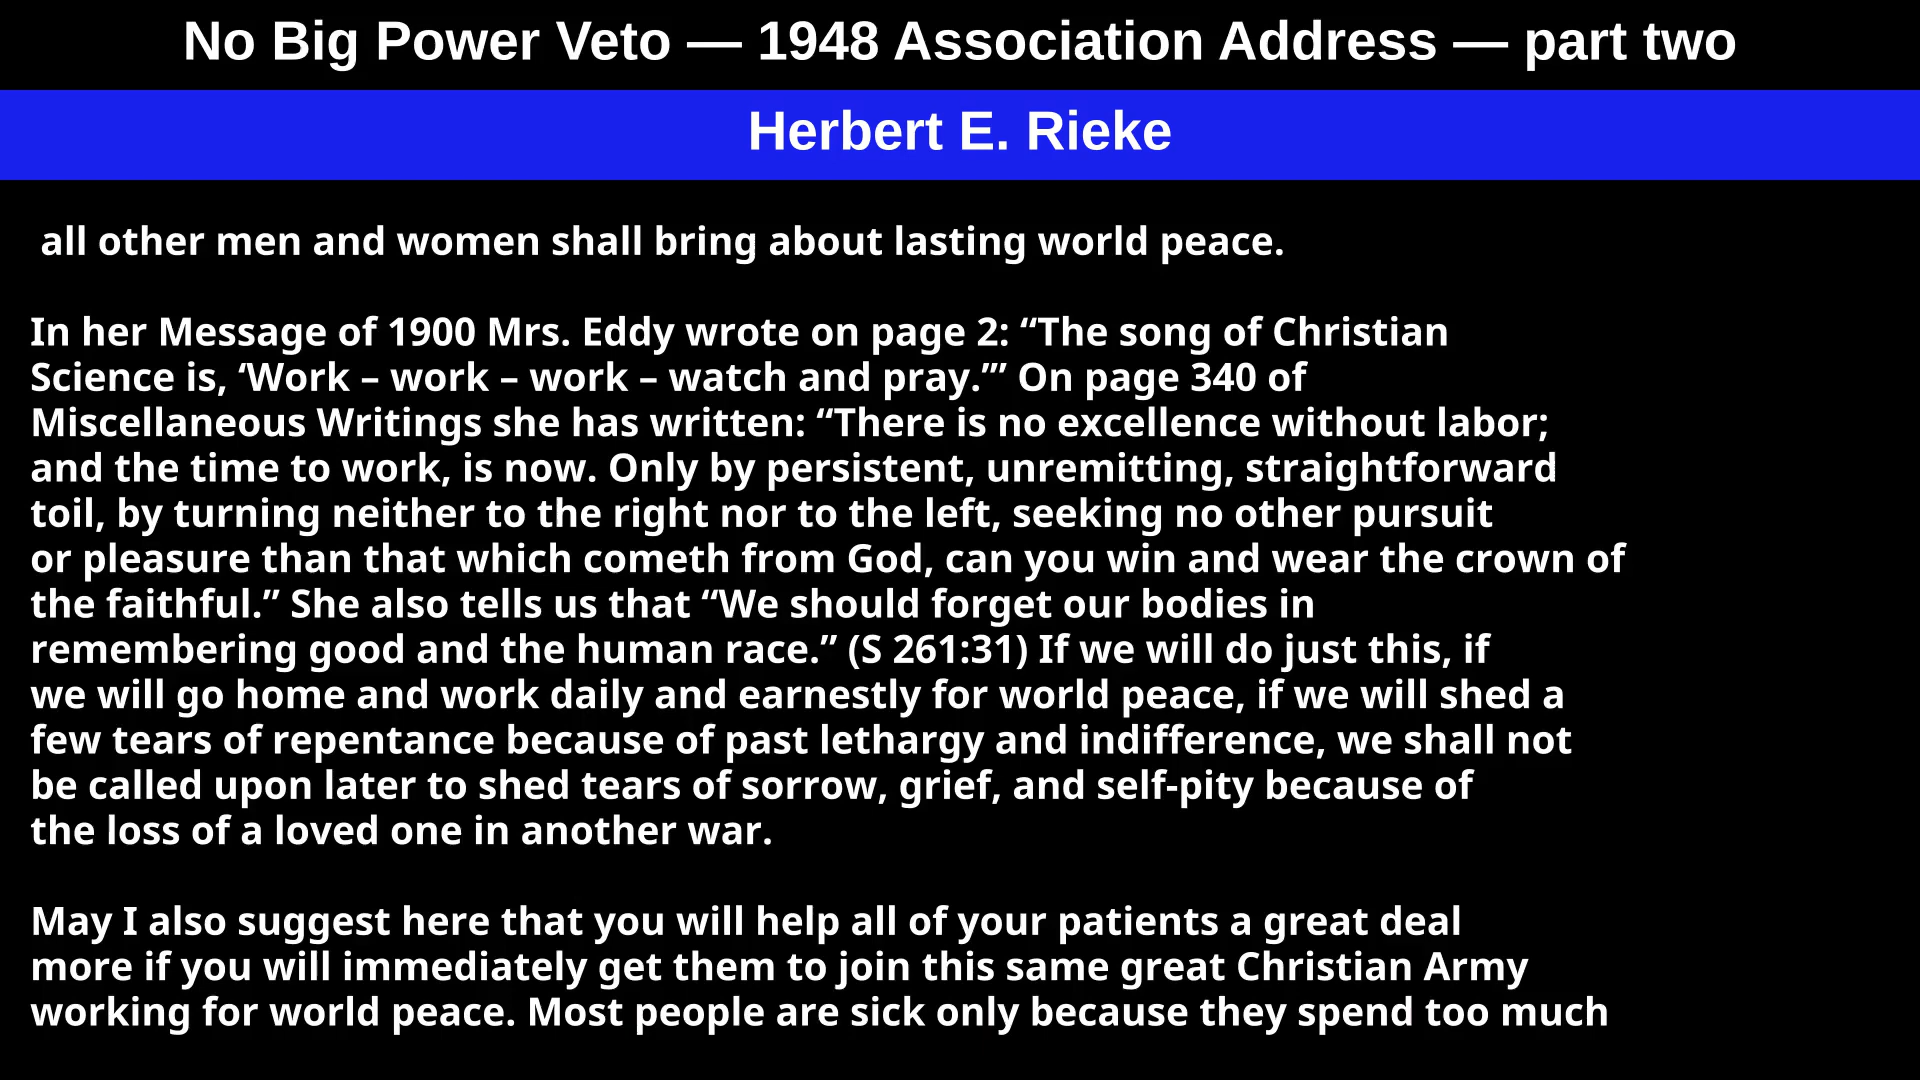 No Big Power Veto — 1948 Association Address — part two
Herbert E. Rieke
all other men and women shall bring about lasting world peace.
In her Message of 1900 Mrs. Eddy wrote on page 2: “The song of Christian
Science is, ‘Work – work – work – watch and pray.’” On page 340 of
Miscellaneous Writings she has written: “There is no excellence without labor;
and the time to work, is now. Only by persistent, unremitting, straightforward
toil, by turning neither to the right nor to the left, seeking no other pursuit
or pleasure than that which cometh from God, can you win and wear the crown of
the faithful.” She also tells us that “We should forget our bodies in
remembering good and the human race.” (S 261:31) If we will do just this, if
we will go home and work daily and earnestly for world peace, if we will shed a
few tears of repentance because of past lethargy and indifference, we shall not
be called upon later to shed tears of sorrow, grief, and self-pity because of
the loss of a loved one in another war.
May I also suggest here that you will help all of your patients a great deal
more if you will immediately get them to join this same great Christian Army
working for world peace. Most people are sick only because they spend too much